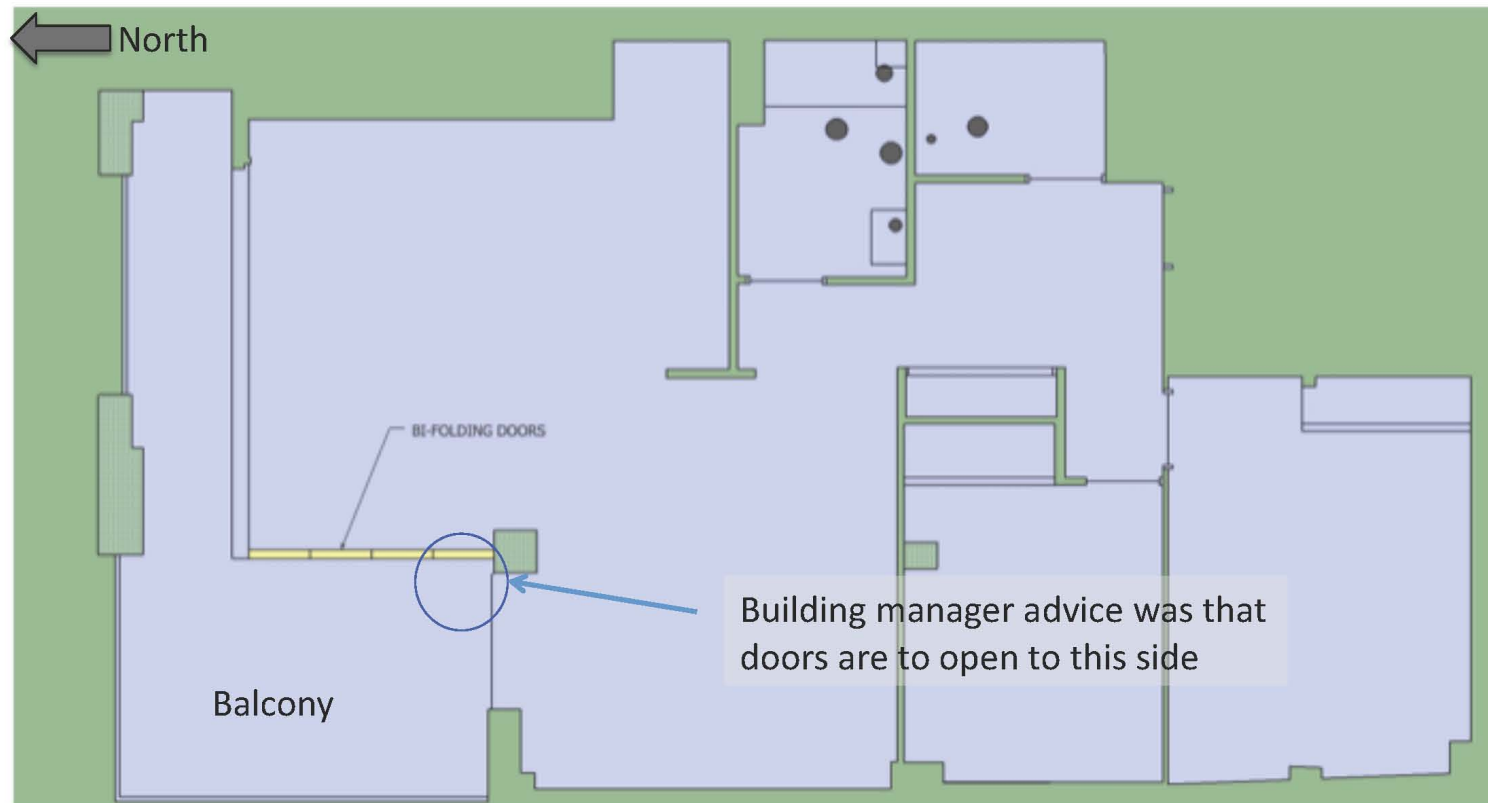 North
BI-FOLDING DOORS
Building manager advice was that
doors are to open to this side
Balcony